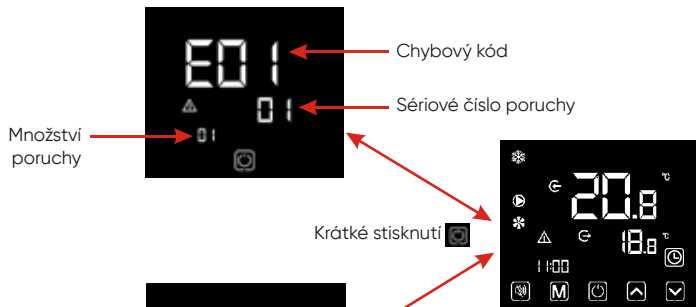 E01
Chybový kód
01
Sériové číslo poruchy
Množství
poruchy
01
20.8 °C
Krátké stisknutí
18.8 °C
11:00
M